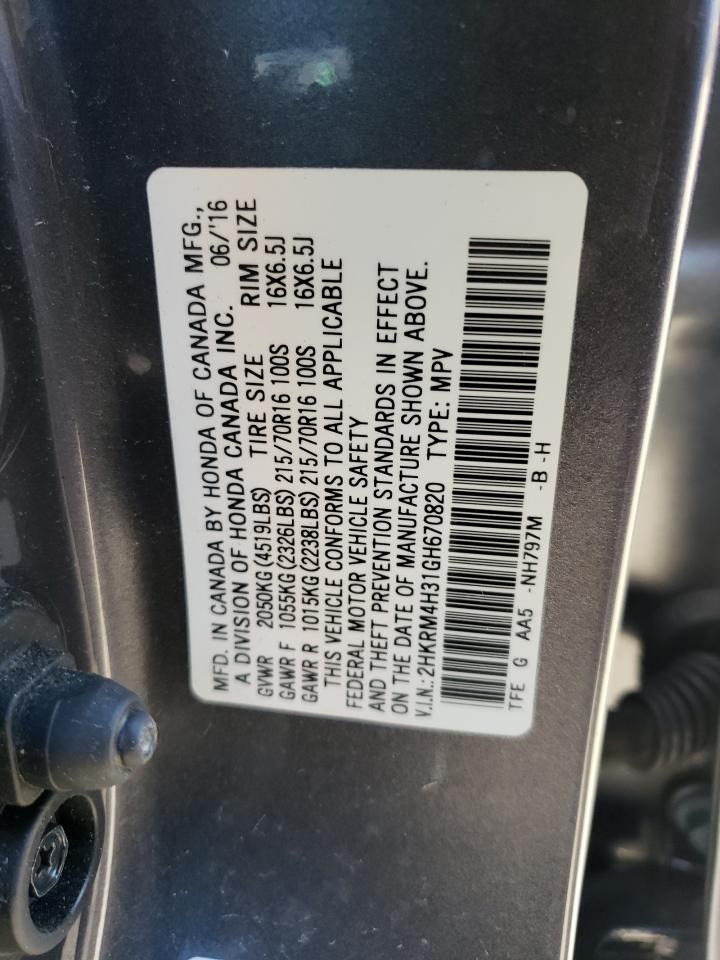 MFD. IN CANADA BY HONDA OF CANADA MFG.,
A DIVISION OF HONDA CANADA INC. 06/'16
GVWR 2050KG(4519LBS) TIRE SIZE RIM SIZE
GAWR F 1055KG(2326LBS) 215/70R16 100S 16X6.5J
GAWR R 1015KG(2238LBS) 215/70R16 100S 16X6.5J
THIS VEHICLE CONFORMS TO ALL APPLICABLE
FEDERAL MOTOR VEHICLE SAFETY
AND THEFT PREVENTION STANDARDS IN EFFECT
ON THE DATE OF MANUFACTURE SHOWN ABOVE.
V.I.N.: 2HKRM4H31GH670820 TYPE: MPV
TFE G AA5 -NH797M -B -H